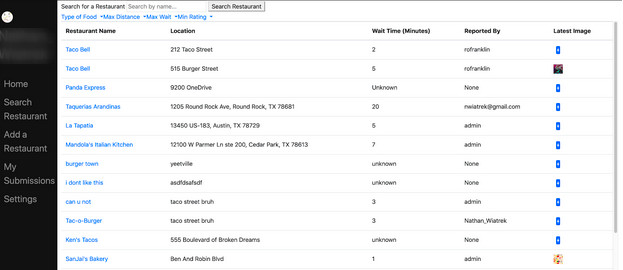 Search for a Restaurant Search by name... Search Restaurant
Type of Food Max Distance Max Wait Min Rating
Restaurant Name Location Wait Time (Minutes) Reported By Latest Image
Taco Bell 212 Taco Street 2 rofranklin
Taco Bell 515 Burger Street 5 rofranklin
Panda Express 9200 OneDrive Unknown None
Taquerias Arandinas 1205 Round Rock Ave, Round Rock, TX 78681 20 nwiatrek@gmail.com
La Tapatia 13450 US-183, Austin, TX 78729 5 admin
Mandola's Italian Kitchen 12100 W Parmer Ln ste 200, Cedar Park, TX 78613 7 admin
burger town yeetville unknown None
i dont like this asdfdsafsdf unknown None
can u not taco street bruh 3 admin
Tac-o-Burger taco street bruh 3 Nathan_Wiatrek
Ken's Tacos 555 Boulevard of Broken Dreams unknown None
SanJai's Bakery Ben And Robin Blvd 1 admin
Home
Search
Restaurant
Add a
Restaurant
My
Submissions
Settings